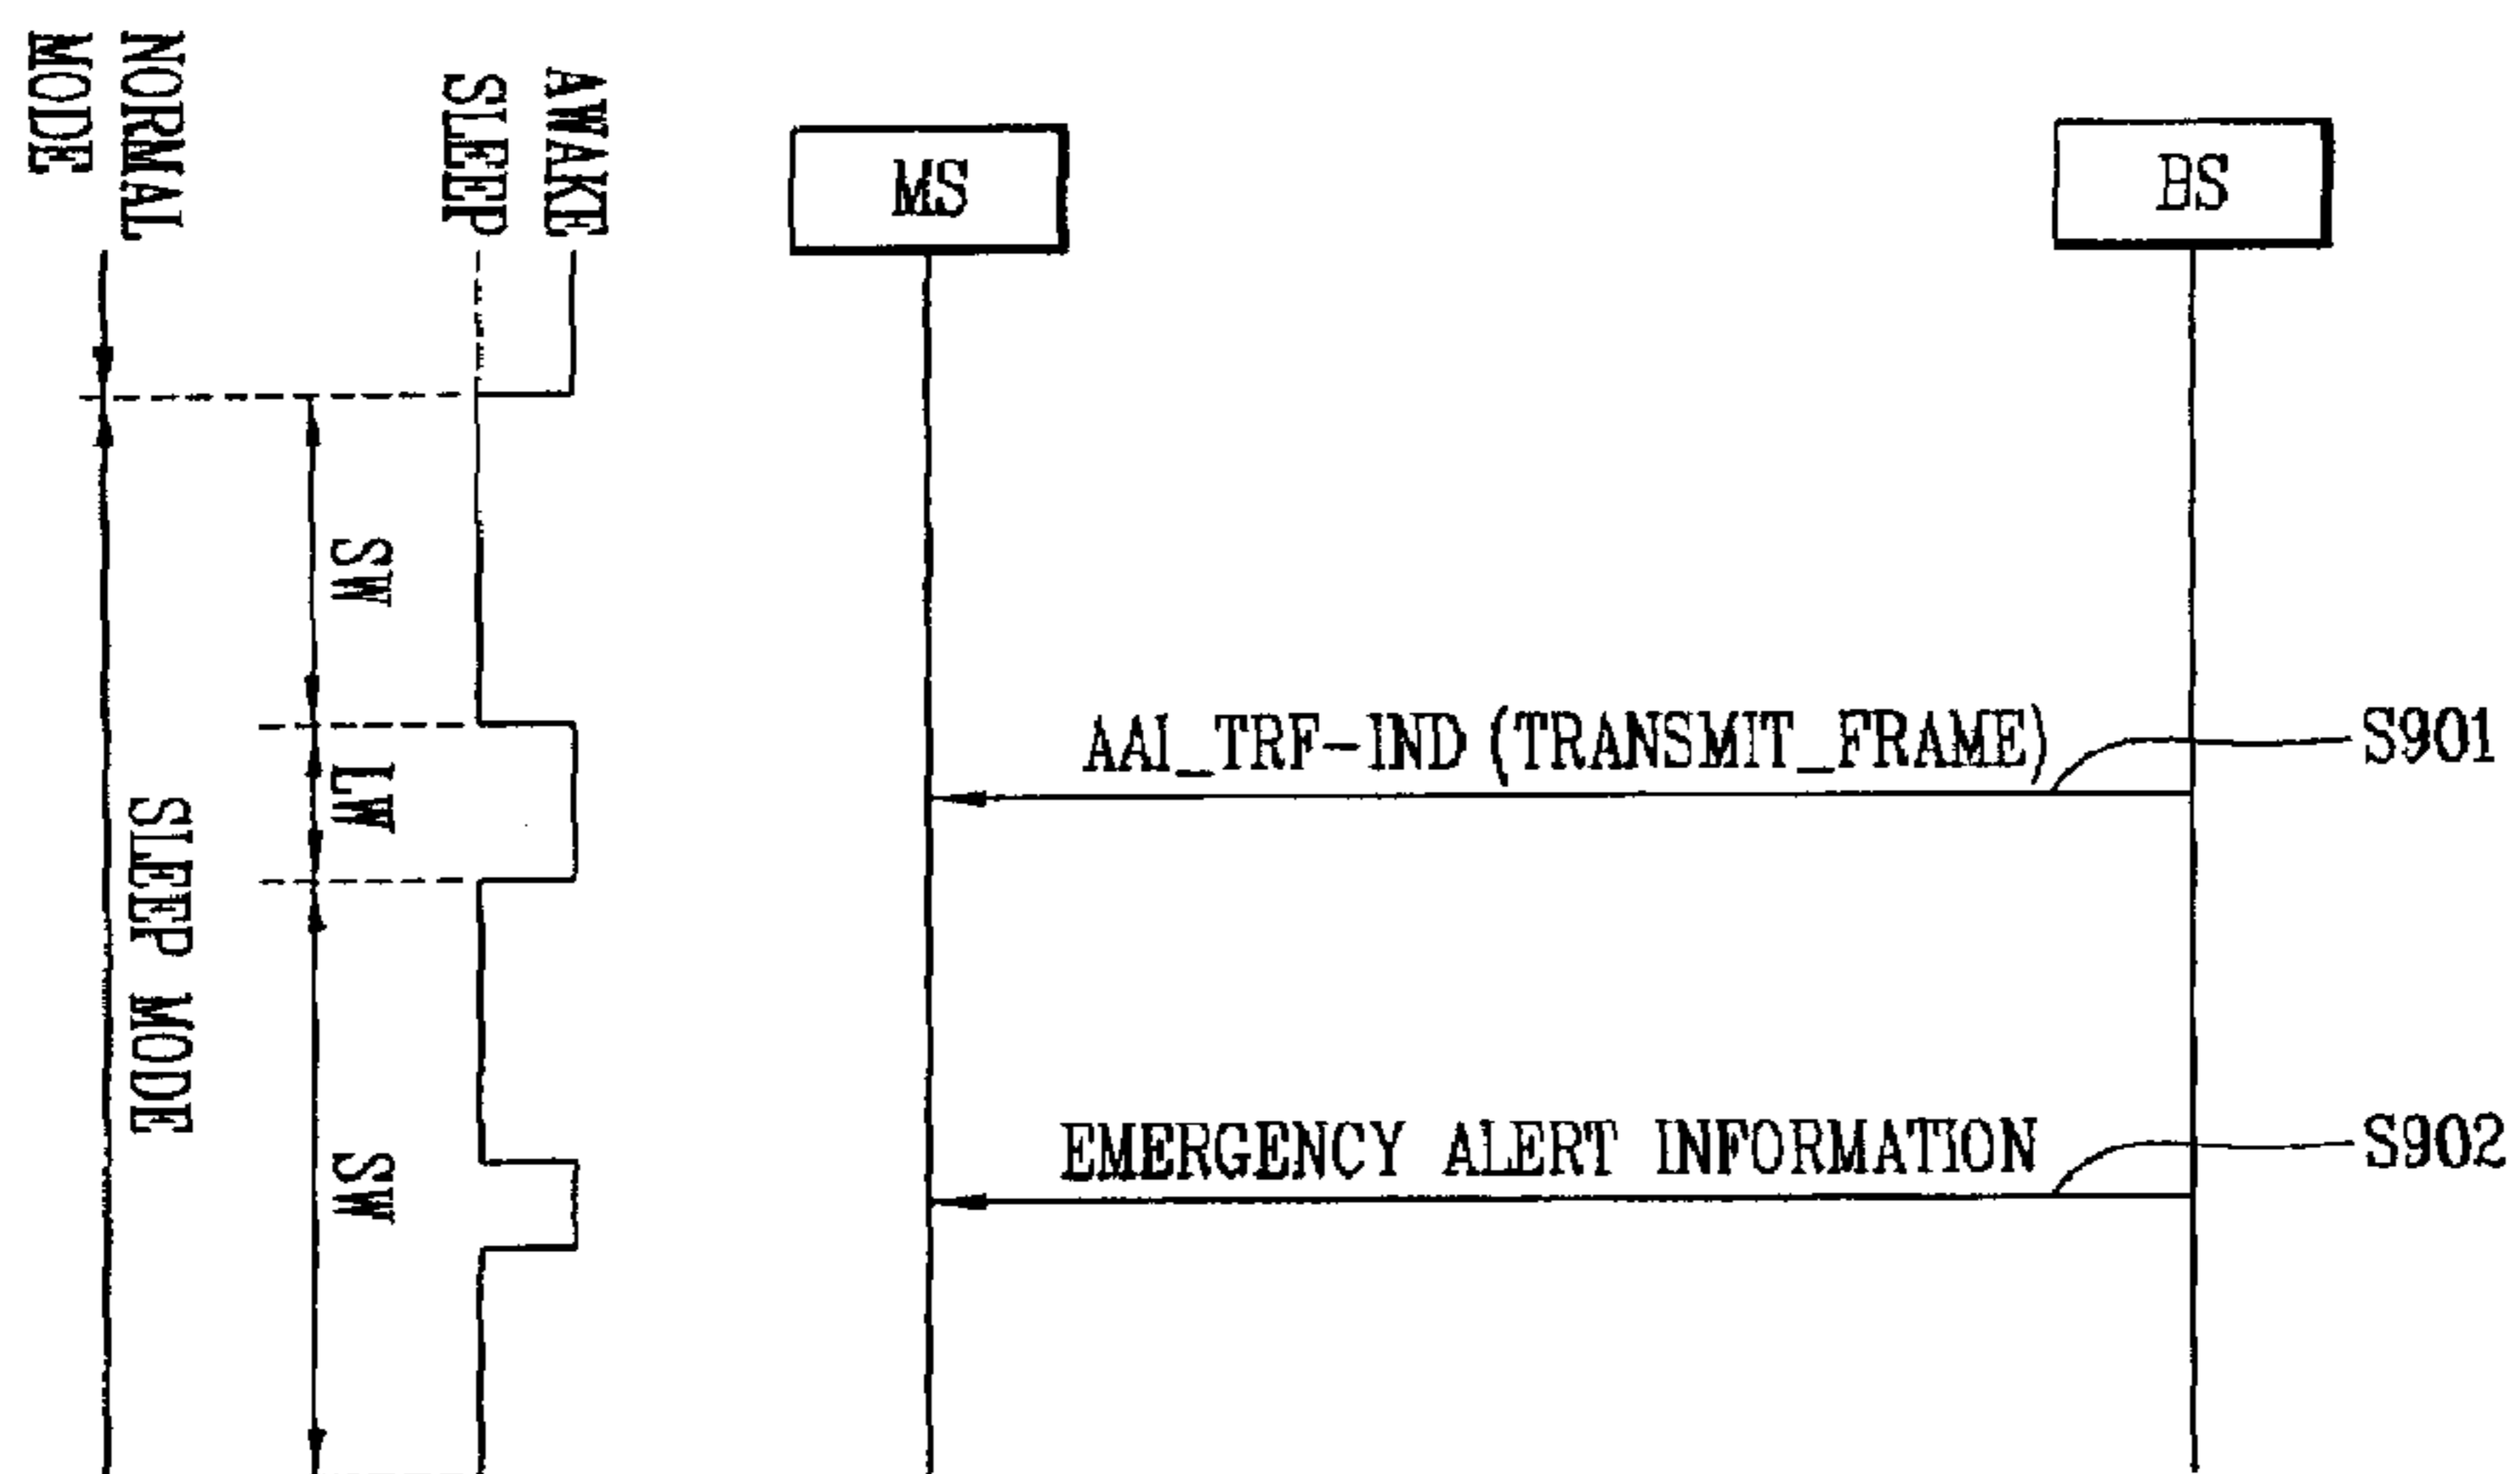 NORMAL
MODE
AWAKE
SLEEP
MS
BS
SW
AAI_TRF-IND (TRANSMIT_FRAME)
S901
LW
SLEEP MODE
EMERGENCY ALERT INFORMATION
S902
SW